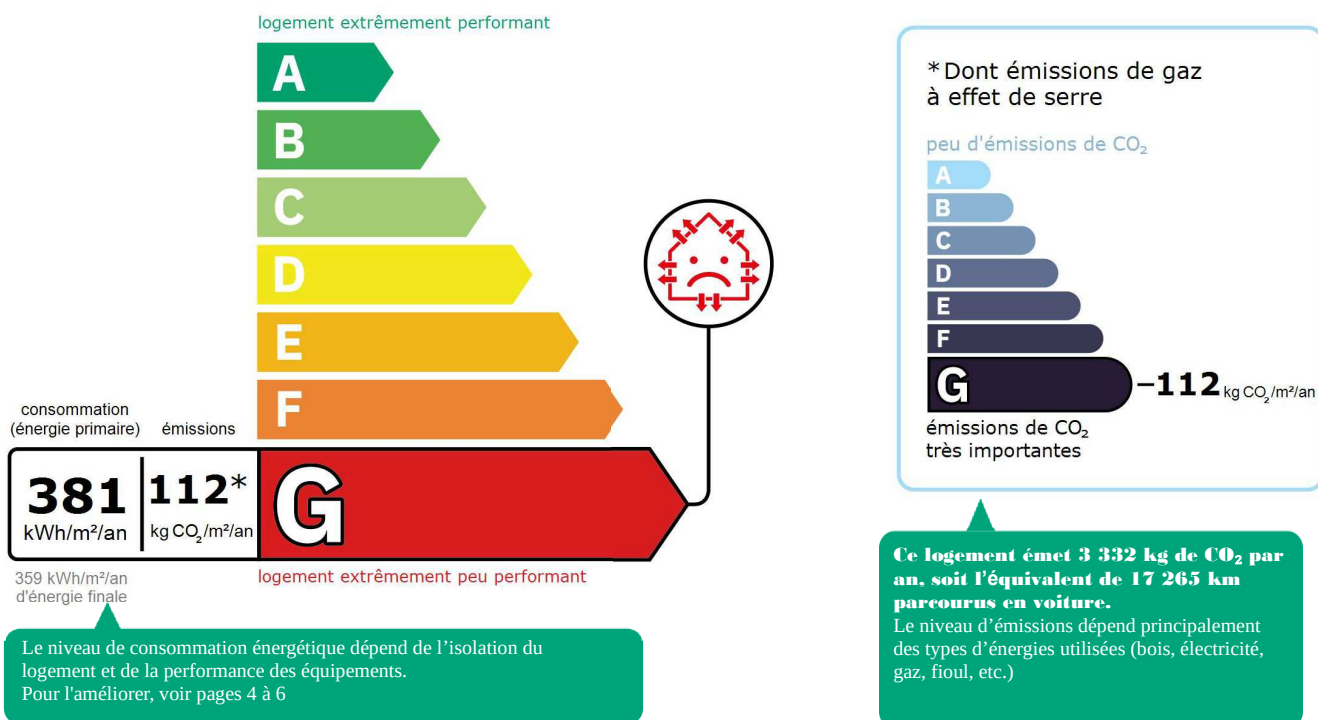 logement extrêmement performant
A
B
C
D
E
F
consommation
(énergie primaire)
émissions
381
kWh/m²/an
112*
kg CO₂/m²/an
G
359 kWh/m²/an
d'énergie finale
logement extrêmement peu performant
Le niveau de consommation énergétique dépend de l'isolation du
logement et de la performance des équipements.
Pour l'améliorer, voir pages 4 à 6
*Dont émissions de gaz
à effet de serre
peu d'émissions de CO₂
A
B
C
D
E
F
G
–112 kg CO₂/m²/an
émissions de CO₂
très importantes
Ce logement émet 3 332 kg de CO₂ par
an, soit l'équivalent de 17 265 km
parcourus en voiture.
Le niveau d'émissions dépend principalement
des types d'énergies utilisées (bois, électricité,
gaz, fioul, etc.)